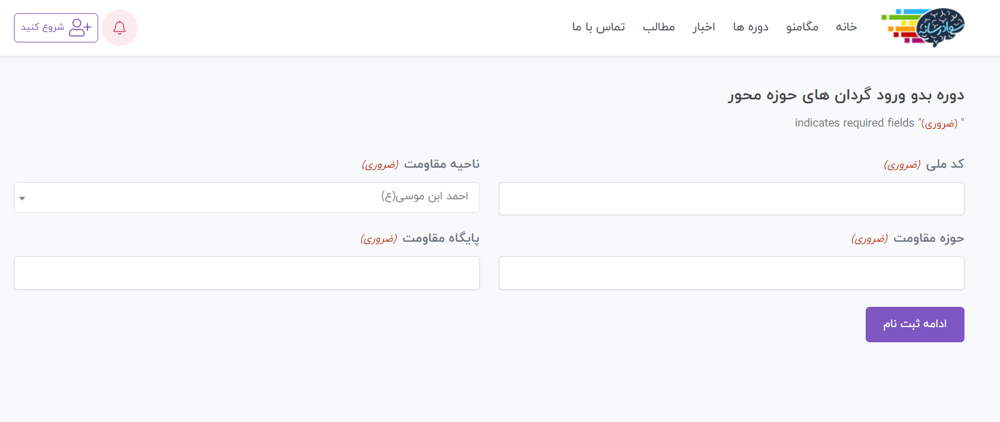 سواد رسانه
خانه
مگامنو
دوره ها
اخبار
مطالب
تماس با ما
شروع کنید
دوره بدو ورود گردان های حوزه محور
" (ضروری)" indicates required fields
کد ملی (ضروری)
ناحیه مقاومت (ضروری)
احمد ابن موسی(ع)
حوزه مقاومت (ضروری)
پایگاه مقاومت (ضروری)
ادامه ثبت نام